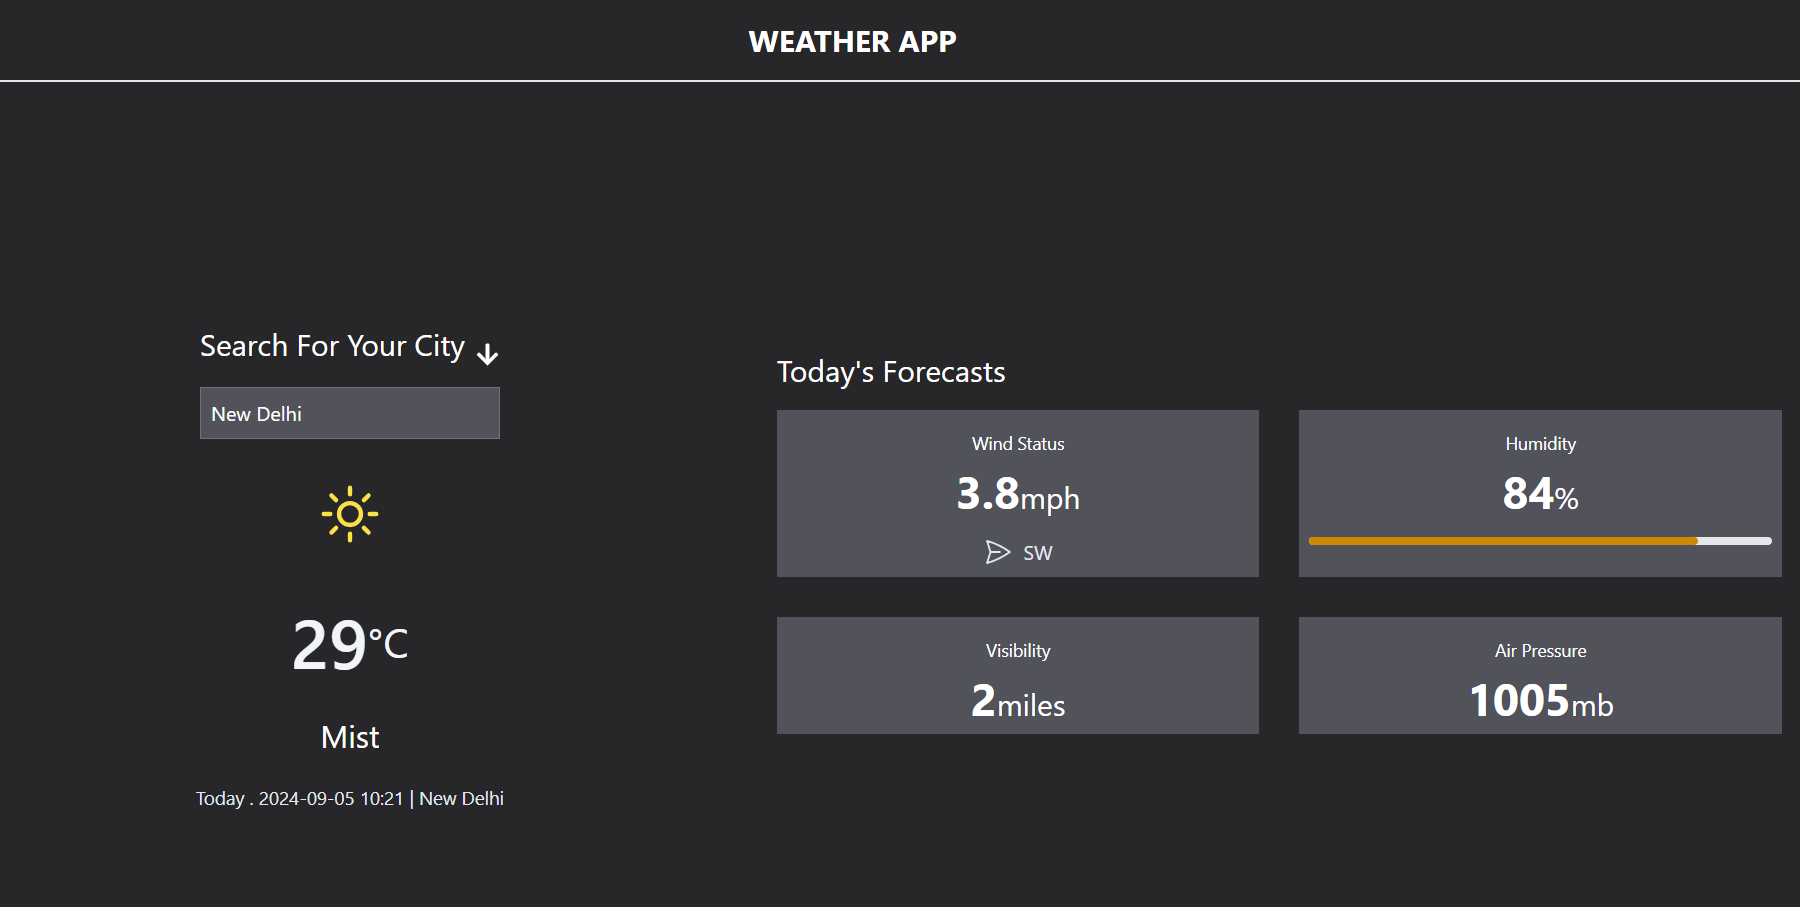 WEATHER APP
Search For Your City
New Delhi
29°C
Mist
Today . 2024-09-05 10:21 | New Delhi
Today's Forecasts
Wind Status
3.8mph
SW
Humidity
84%
Visibility
2miles
Air Pressure
1005mb